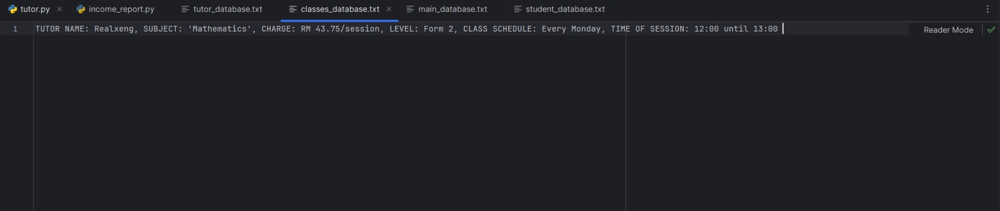 tutor.py income_report.py tutor_database.txt classes_database.txt main_database.txt student_database.txt
1 TUTOR NAME: Realxeng, SUBJECT: 'Mathematics', CHARGE: RM 43.75/session, LEVEL: Form 2, CLASS SCHEDULE: Every Monday, TIME OF SESSION: 12:00 until 13:00
Reader Mode